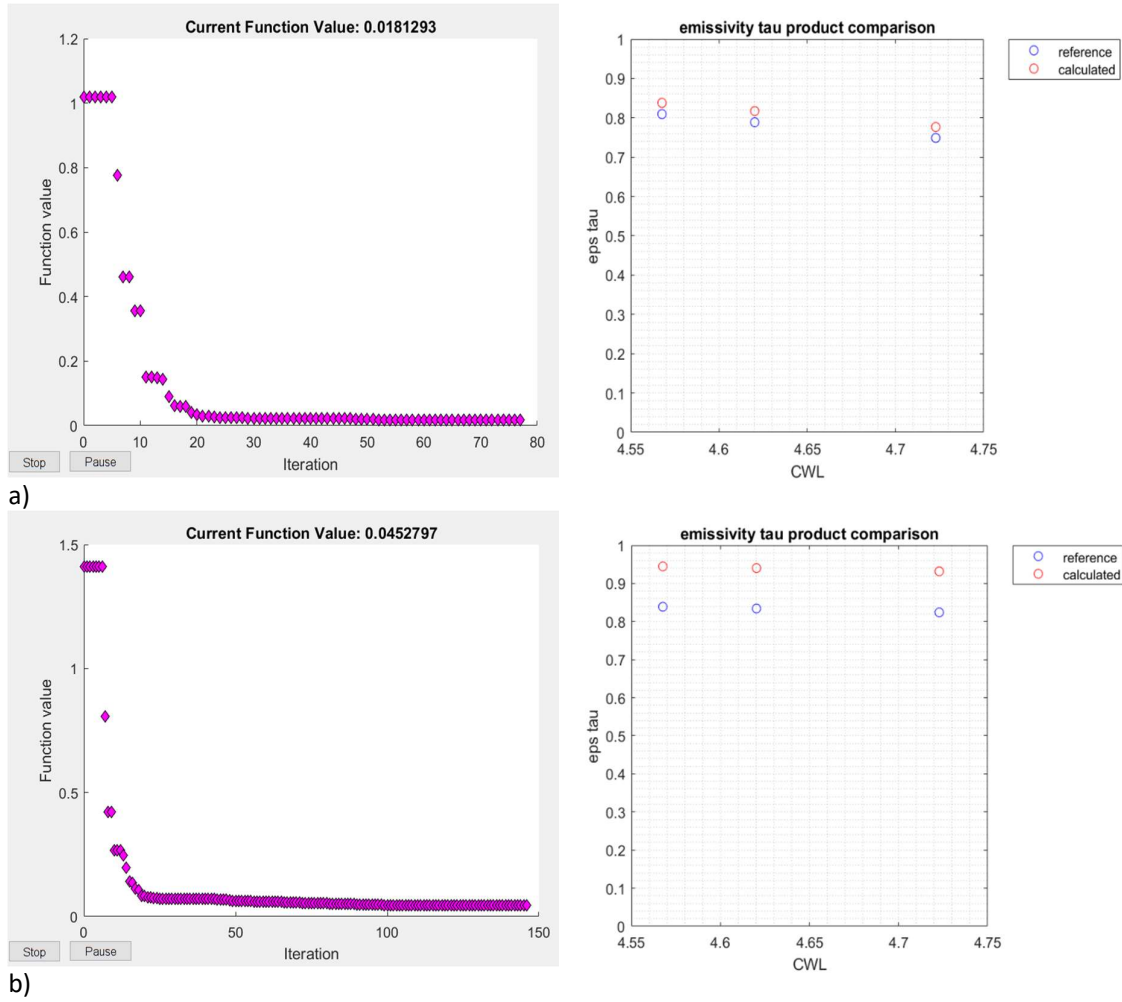 Current Function Value: 0.0181293
1.2
1
0.8
0.6
0.4
0.2
0
Function value
0 10 20 30 40 50 60 70 80
Iteration
Stop Pause
emissivity tau product comparison
1
0.9
0.8
0.7
0.6
0.5
0.4
0.3
0.2
0.1
0
eps tau
4.55 4.6 4.65 4.7 4.75
CWL
reference
calculated
a)
Current Function Value: 0.0452797
1.5
1
0.5
0
Function value
0 50 100 150
Iteration
Stop Pause
emissivity tau product comparison
1
0.9
0.8
0.7
0.6
0.5
0.4
0.3
0.2
0.1
0
eps tau
4.55 4.6 4.65 4.7 4.75
CWL
reference
calculated
b)